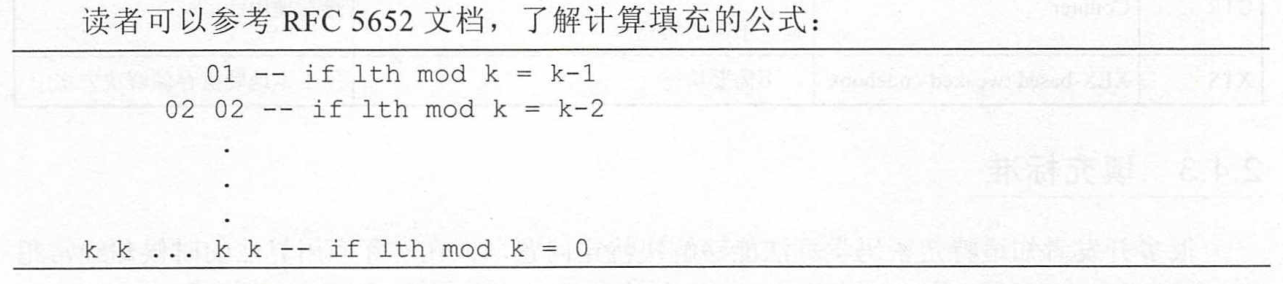 读者可以参考 RFC 5652 文档，了解计算填充的公式：
01 -- if lth mod k = k-1
02 02 -- if lth mod k = k-2
.
.
.
k k ... k k -- if lth mod k = 0